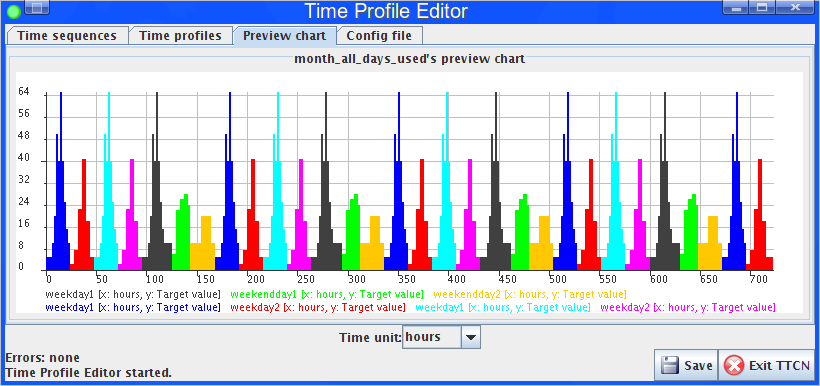 Time Profile Editor
Time sequences Time profiles Preview chart Config file
month_all_days_used's preview chart
64
56
48
40
32
24
16
8
0
0 50 100 150 200 250 300 350 400 450 500 550 600 650 700
weekday1 [x: hours, y: Target value] weekendday1 [x: hours, y: Target value] weekendday2 [x: hours, y: Target value]
weekday1 [x: hours, y: Target value] weekday2 [x: hours, y: Target value] weekday1 [x: hours, y: Target value] weekday2 [x: hours, y: Target value]
Time unit: hours
Errors: none
Time Profile Editor started.
Save Exit TTCN